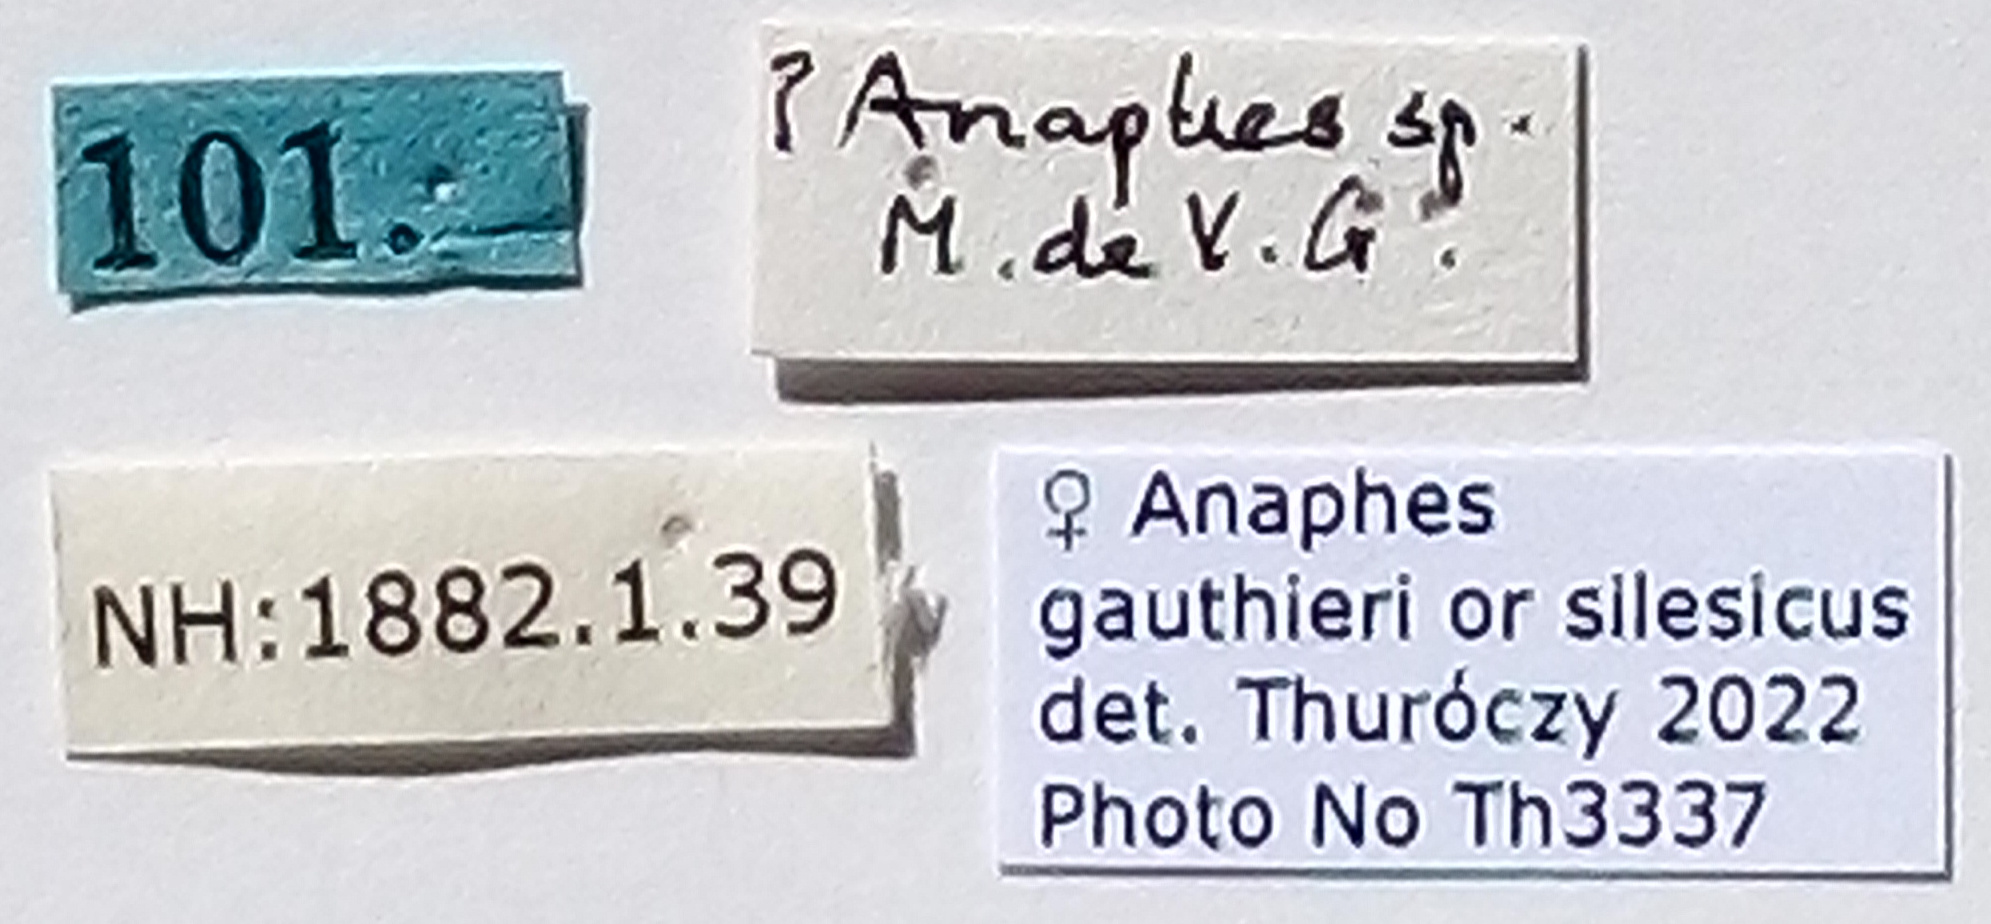 101.
? Anaphes sp.
M. de V. G.
NH:1882.1.39
♀ Anaphes
gauthieri or silesicus
det. Thuróczy 2022
Photo No Th3337